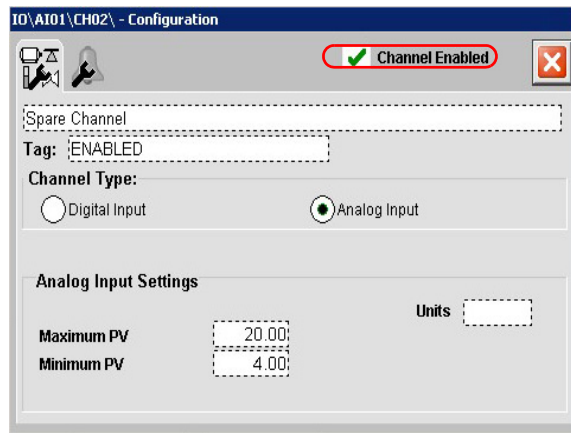 IO\AI01\CH02\ - Configuration
Channel Enabled
Spare Channel
Tag: ENABLED
Channel Type:
Digital Input Analog Input
Analog Input Settings
Units
Maximum PV 20.00
Minimum PV 4.00